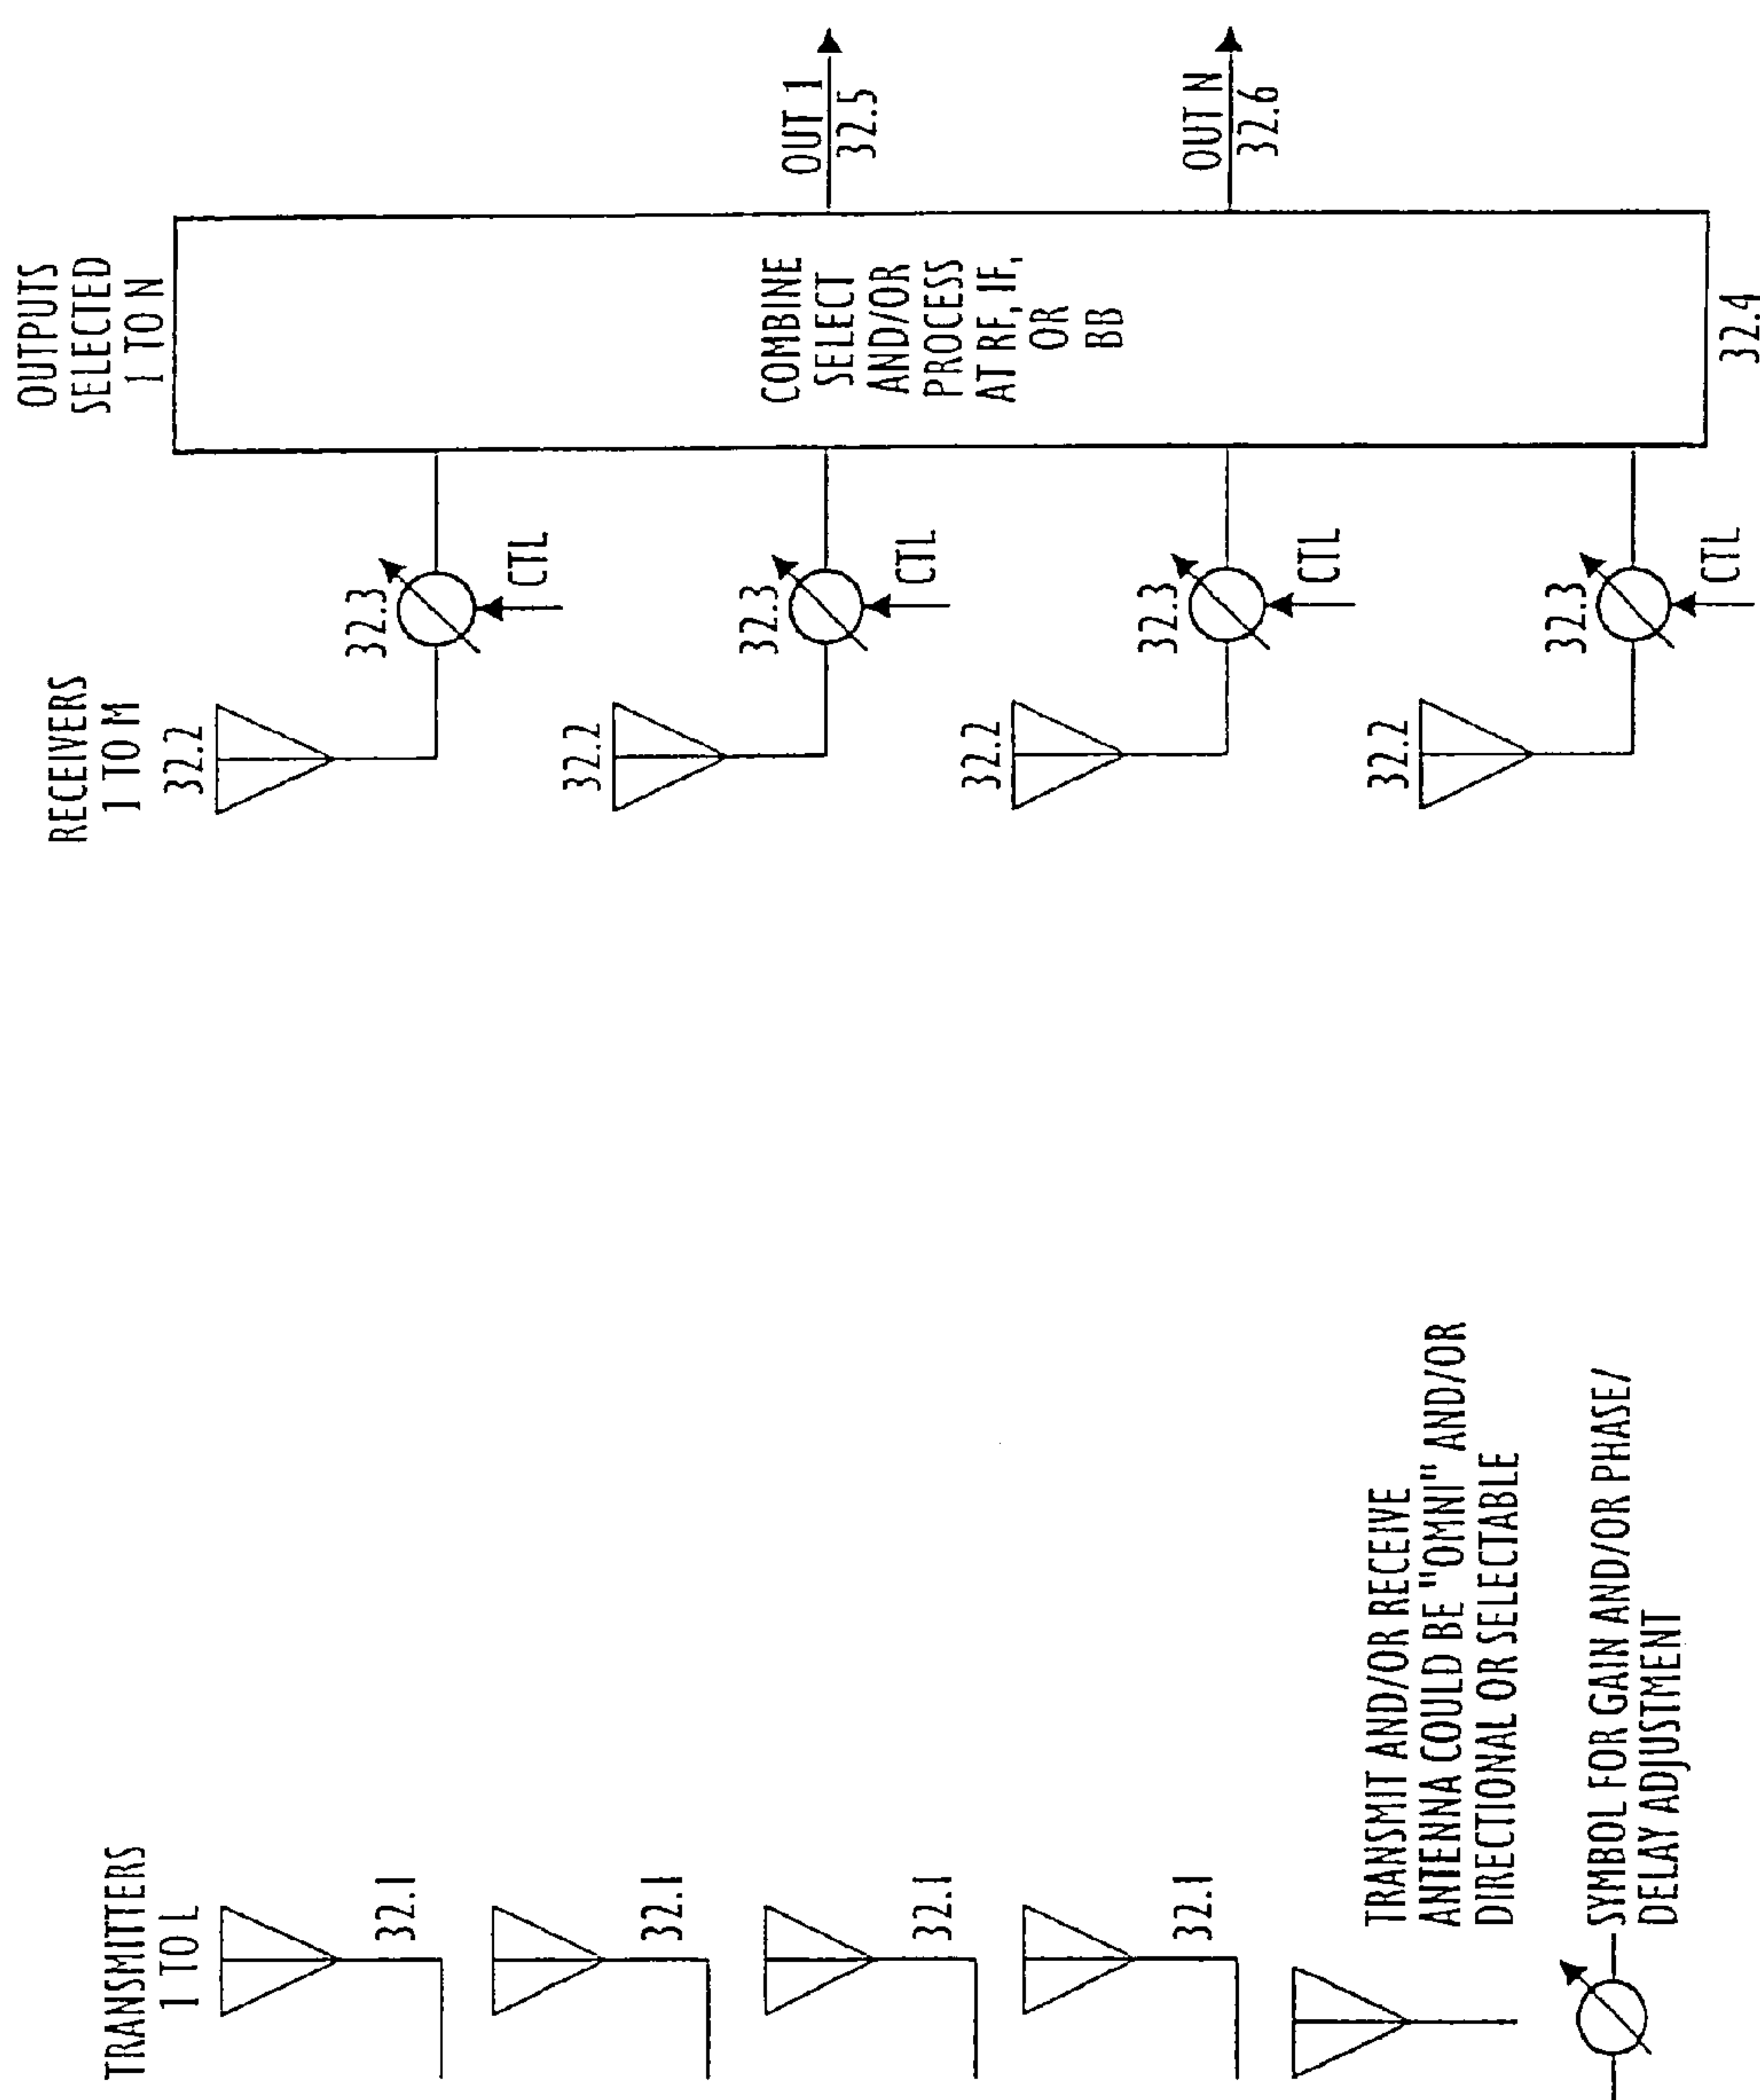 TRANSMITTERS
1 TO L
32.1
32.1
32.1
32.1
TRANSMIT AND/OR RECEIVE
ANTENNA COULD BE "OMNI" AND/OR
DIRECTIONAL OR SELECTABLE
SYMBOL FOR GAIN AND/OR PHASE/
DELAY ADJUSTMENT
RECEIVERS
1 TO M
32.2
32.3
CTL
32.2
32.3
CTL
32.2
32.3
CTL
32.2
32.3
CTL
OUTPUTS
SELECTED
1 TO N
COMBINE
SELECT
AND/OR
PROCESS
AT RF, IF,
OR
BB
32.4
OUT 1
32.5
OUT N
32.6